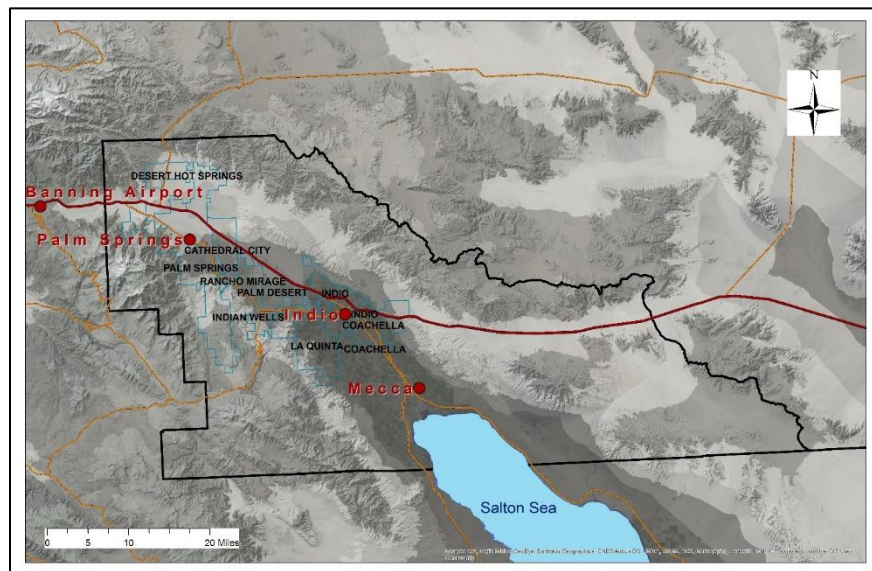 N
DESERT HOT SPRINGS
Banning Airport
Palm Springs
CATHEDRAL CITY
PALM SPRINGS
RANCHO MIRAGE
PALM DESERT
INDIO
INDIAN WELLS
Indio
INDIO
COACHELLA
LA QUINTA
COACHELLA
Mecca
Salton Sea
0 5 10 20 Miles